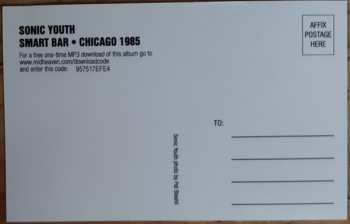 SONIC YOUTH
SMART BAR • CHICAGO 1985
For a free one-time MP3 download of this album go to
www.midheaven.com/downloadcode
and enter this code: 957517EFE4
AFFIX
POSTAGE
HERE
TO:
Sonic Youth photo by Pat Blashill